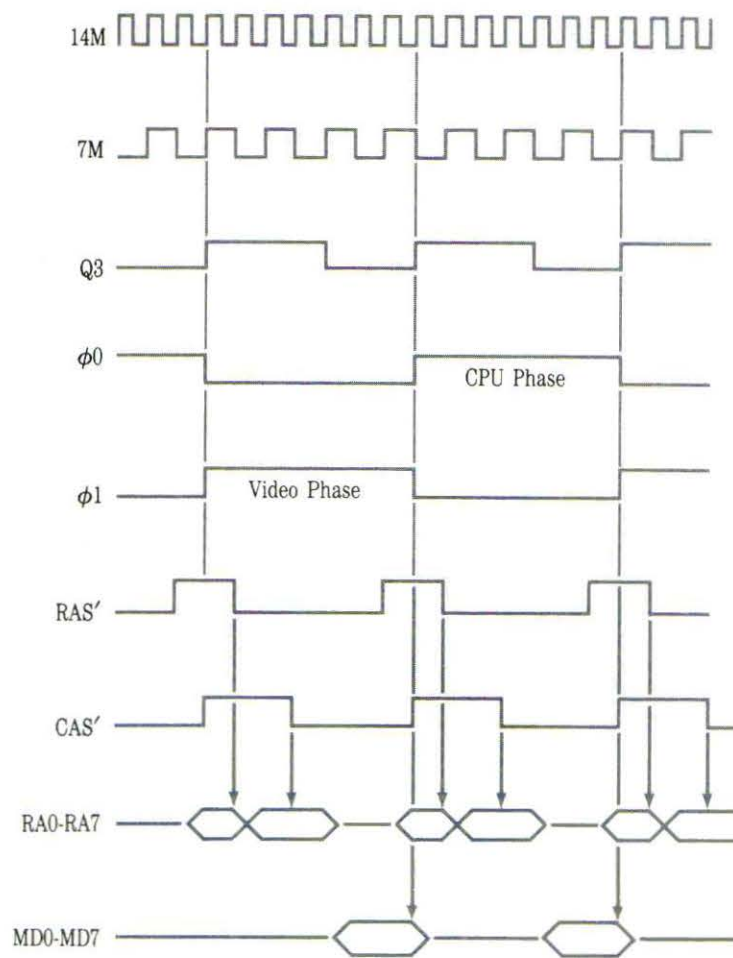 14M
7M
Q3
ϕ0
CPU Phase
ϕ1
Video Phase
RAS′
CAS′
RA0-RA7
MD0-MD7